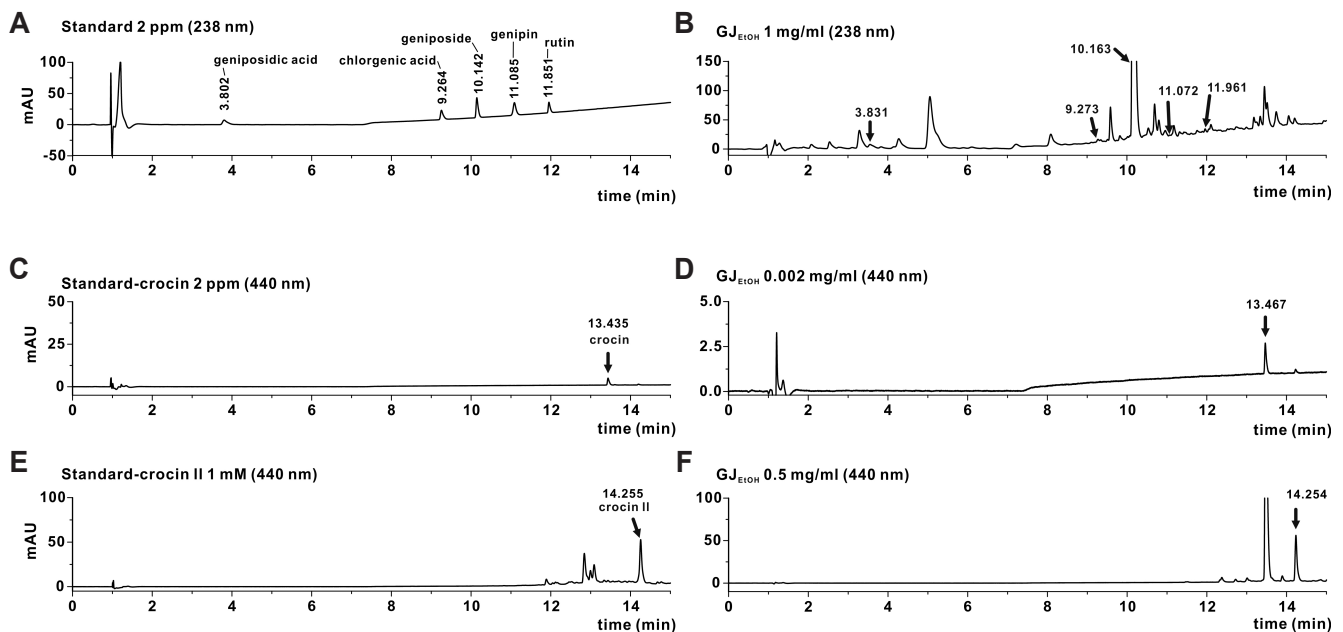 A
Standard 2 ppm (238 nm)
geniposidic acid
chlorgenic acid
geniposide
genipin
rutin
3.802
9.264
10.142
11.085
11.851
mAU
100
50
0
-50
0 2 4 6 8 10 12 14
time (min)
B
GJEtOH 1 mg/ml (238 nm)
10.163
3.831
9.273
11.072
11.961
150
100
50
0
0 2 4 6 8 10 12 14
time (min)
C
Standard-crocin 2 ppm (440 nm)
13.435
crocin
mAU
50
25
0
0 2 4 6 8 10 12 14
time (min)
D
GJEtOH 0.002 mg/ml (440 nm)
13.467
5.0
2.5
0.0
0 2 4 6 8 10 12 14
time (min)
E
Standard-crocin II 1 mM (440 nm)
14.255
crocin II
mAU
100
50
0
0 2 4 6 8 10 12 14
time (min)
F
GJEtOH 0.5 mg/ml (440 nm)
14.254
100
50
0
0 2 4 6 8 10 12 14
time (min)